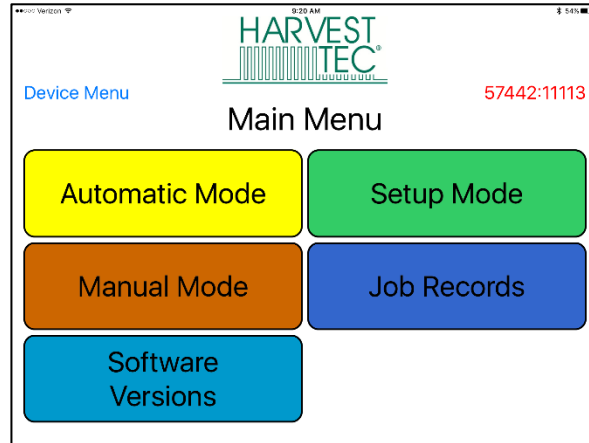 ●●○○○ Verizon 9:20 AM 54%
HARVEST
TEC®
Device Menu 57442:11113
Main Menu
Automatic Mode Setup Mode
Manual Mode Job Records
Software
Versions